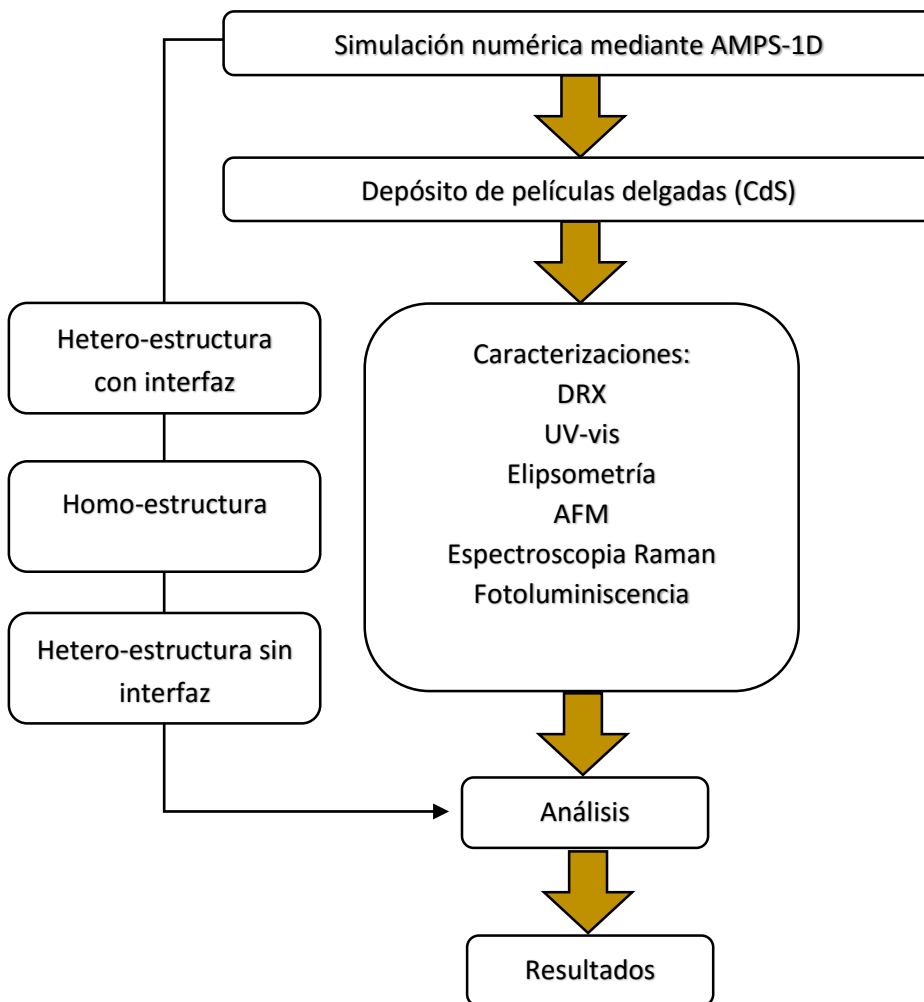 Simulación numérica mediante AMPS-1D
Depósito de películas delgadas (CdS)
Hetero-estructura
con interfaz
Homo-estructura
Hetero-estructura sin
interfaz
Caracterizaciones:
DRX
UV-vis
Elipsometría
AFM
Espectroscopia Raman
Fotoluminiscencia
Análisis
Resultados